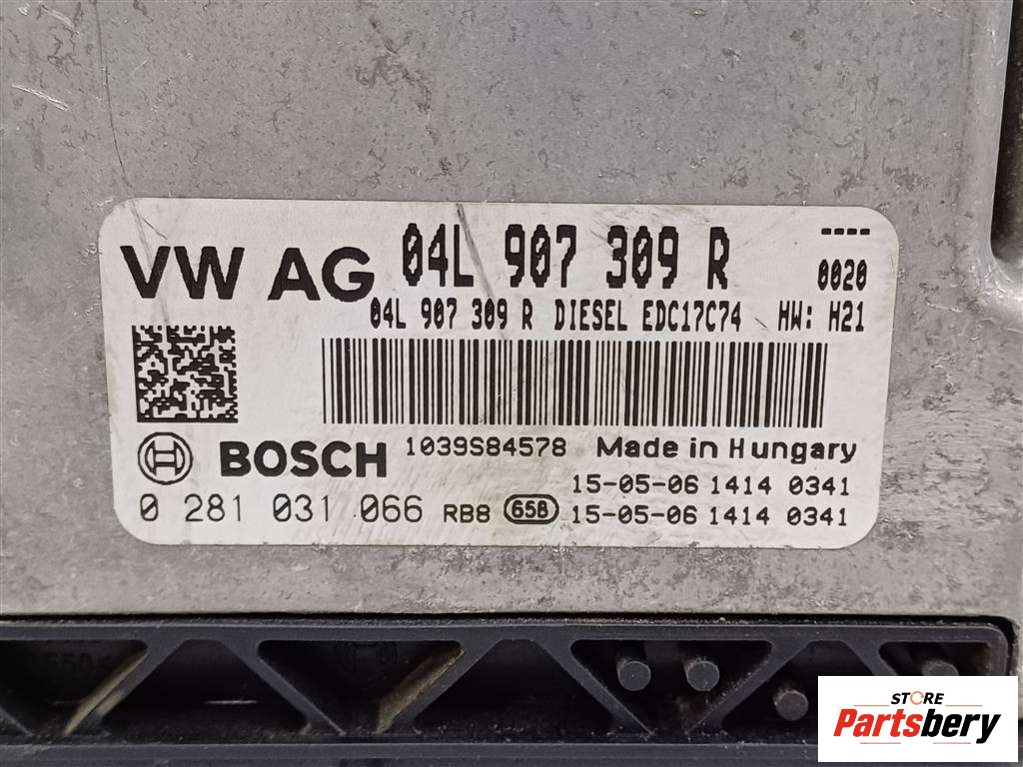 VW AG 04L 907 309 R ----
0020
04L 907 309 R DIESEL EDC17C74 HW: H21
BOSCH 1039S84578 Made in Hungary
15-05-06 1414 0341
0 281 031 066 RB8 65B 15-05-06 1414 0341
STORE
Partsbery